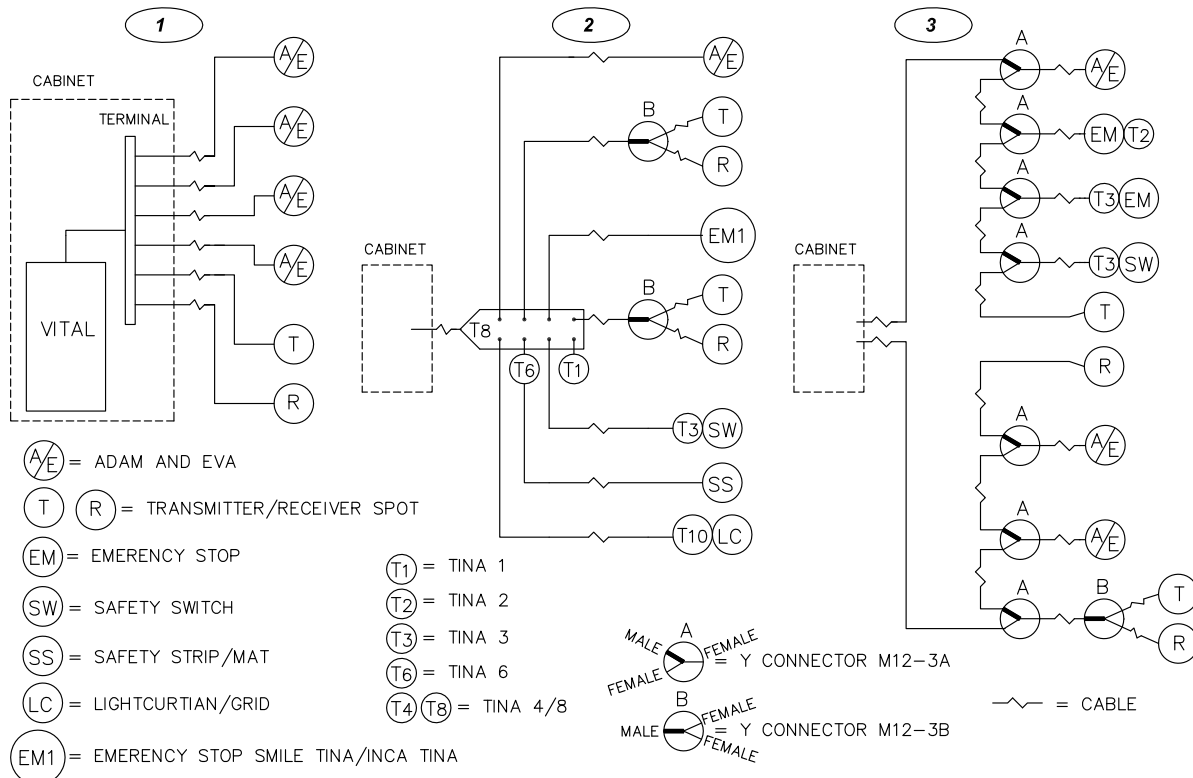 1
CABINET
TERMINAL
VITAL
A/E
A/E
A/E
A/E
T
R
2
CABINET
T8
A/E
B
T
R
EM1
B
T
R
T6
T1
T3 SW
SS
T10 LC
3
CABINET
A
A/E
A
EM T2
A
T3 EM
A
T3 SW
T
R
A
A/E
A
A/E
A
B
T
R
A/E = ADAM AND EVA
T R = TRANSMITTER/RECEIVER SPOT
EM = EMERENCY STOP
SW = SAFETY SWITCH
SS = SAFETY STRIP/MAT
LC = LIGHTCURTIAN/GRID
EM1 = EMERENCY STOP SMILE TINA/INCA TINA
T1 = TINA 1
T2 = TINA 2
T3 = TINA 3
T6 = TINA 6
T4 T8 = TINA 4/8
A
MALE
FEMALE
FEMALE
= Y CONNECTOR M12-3A
B
MALE
FEMALE
FEMALE
= Y CONNECTOR M12-3B
= CABLE